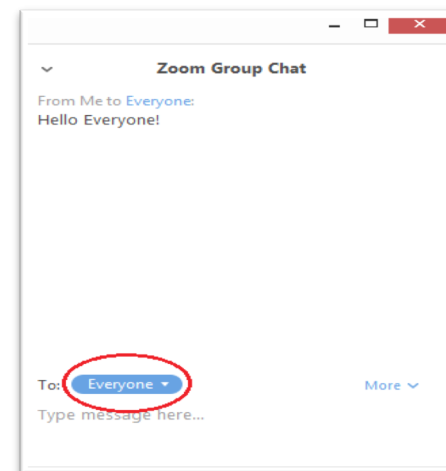 Zoom Group Chat
From Me to Everyone:
Hello Everyone!
To: Everyone More
Type message here...